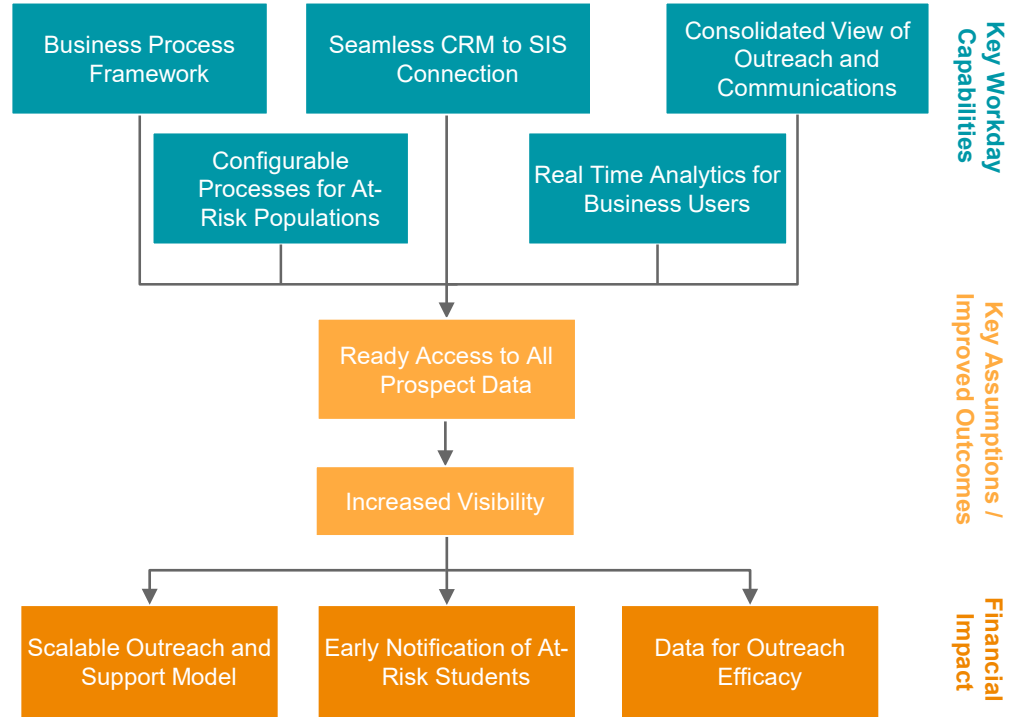 Business Process
Framework
Seamless CRM to SIS
Connection
Consolidated View of
Outreach and
Communications
Configurable
Processes for At-
Risk Populations
Real Time Analytics for
Business Users
Key Workday
Capabilities
Ready Access to All
Prospect Data
Increased Visibility
Key Assumptions /
Improved Outcomes
Scalable Outreach and
Support Model
Early Notification of At-
Risk Students
Data for Outreach
Efficacy
Financial
Impact